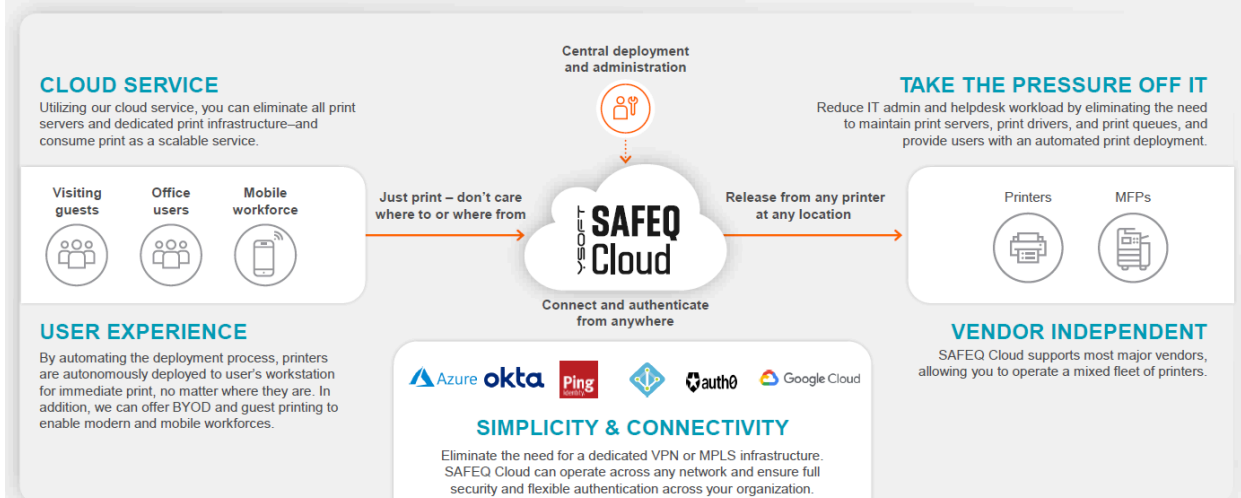 Central deployment
and administration
CLOUD SERVICE
Utilizing our cloud service, you can eliminate all print
servers and dedicated print infrastructure–and
consume print as a scalable service.
TAKE THE PRESSURE OFF IT
Reduce IT admin and helpdesk workload by eliminating the need
to maintain print servers, print drivers, and print queues, and
provide users with an automated print deployment.
Visiting
guests
Office
users
Mobile
workforce
Just print – don't care
where to or where from
YSOFT
SAFEQ
Cloud
Release from any printer
at any location
Printers
MFPs
Connect and authenticate
from anywhere
USER EXPERIENCE
By automating the deployment process, printers
are autonomously deployed to user's workstation
for immediate print, no matter where they are. In
addition, we can offer BYOD and guest printing to
enable modern and mobile workforces.
VENDOR INDEPENDENT
SAFEQ Cloud supports most major vendors,
allowing you to operate a mixed fleet of printers.
Azure
okta
Ping
Identity
auth0
Google Cloud
SIMPLICITY & CONNECTIVITY
Eliminate the need for a dedicated VPN or MPLS infrastructure.
SAFEQ Cloud can operate across any network and ensure full
security and flexible authentication across your organization.